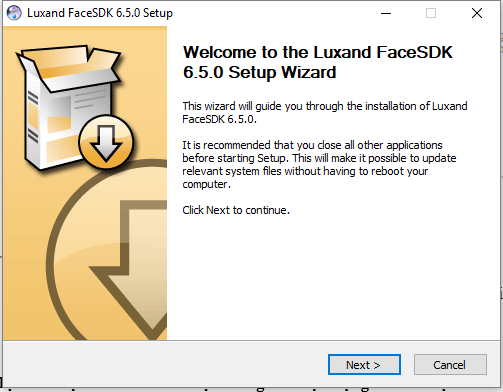 Luxand FaceSDK 6.5.0 Setup
Welcome to the Luxand FaceSDK
6.5.0 Setup Wizard
This wizard will guide you through the installation of Luxand
FaceSDK 6.5.0.
It is recommended that you close all other applications
before starting Setup. This will make it possible to update
relevant system files without having to reboot your
computer.
Click Next to continue.
Next >
Cancel